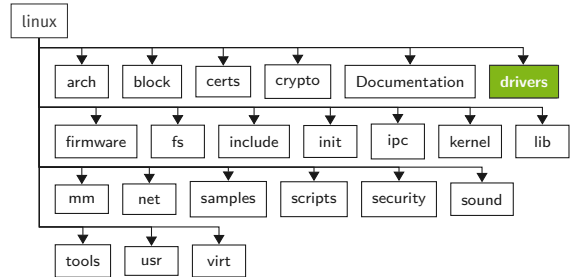 linux
arch block certs crypto Documentation drivers
firmware fs include init ipc kernel lib
mm net samples scripts security sound
tools usr virt